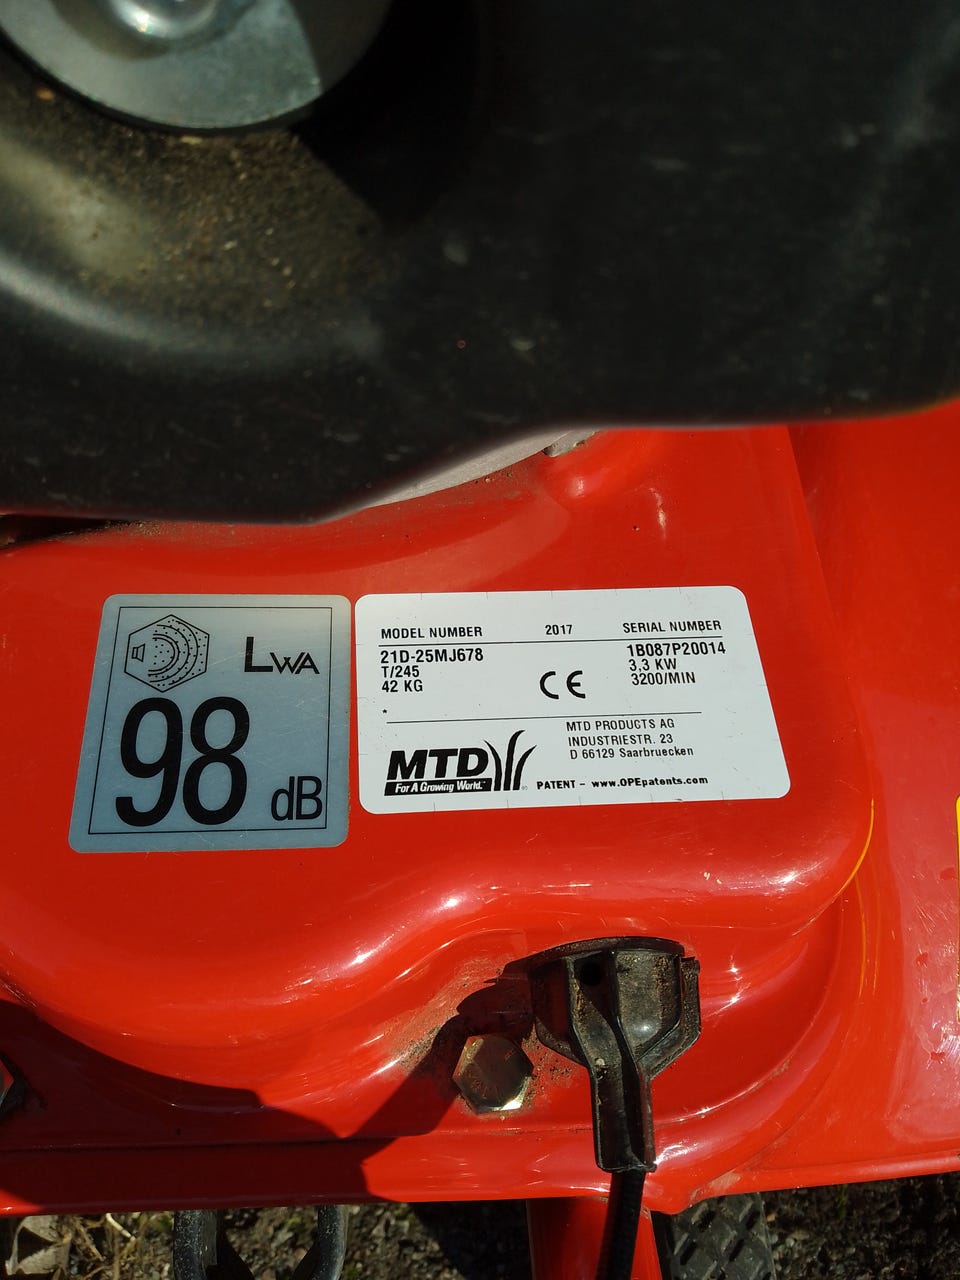 LWA
98
dB
MODEL NUMBER 2017 SERIAL NUMBER
21D-25MJ678 1B087P20014
T/245 3,3 KW
42 KG 3200/MIN
CE
*
MTD PRODUCTS AG
INDUSTRIESTR. 23
D 66129 Saarbruecken
MTD
For A Growing World.
PATENT - www.OPEpatents.com